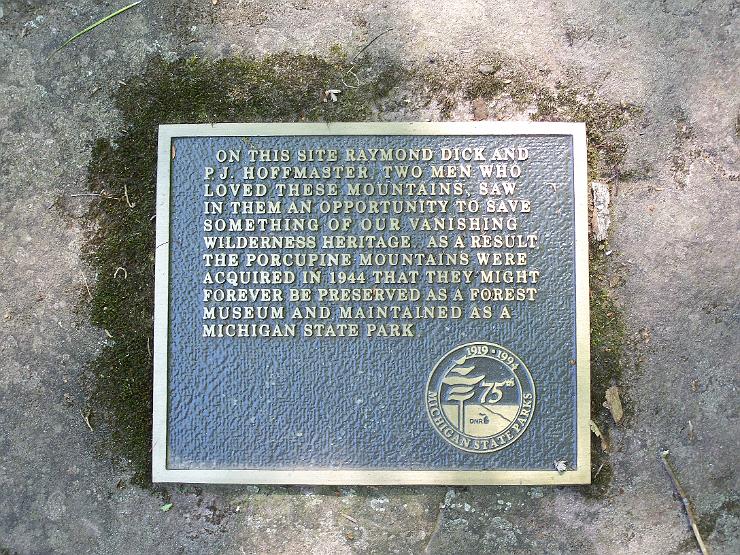 ON THIS SITE RAYMOND DICK AND
P. J. HOFFMASTER, TWO MEN WHO
LOVED THESE MOUNTAINS, SAW
IN THEM AN OPPORTUNITY TO SAVE
SOMETHING OF OUR VANISHING
WILDERNESS HERITAGE. AS A RESULT
THE PORCUPINE MOUNTAINS WERE
ACQUIRED IN 1944 THAT THEY MIGHT
FOREVER BE PRESERVED AS A FOREST
MUSEUM AND MAINTAINED AS A
MICHIGAN STATE PARK.
1919 • 1994
75th
DNR
MICHIGAN STATE PARKS